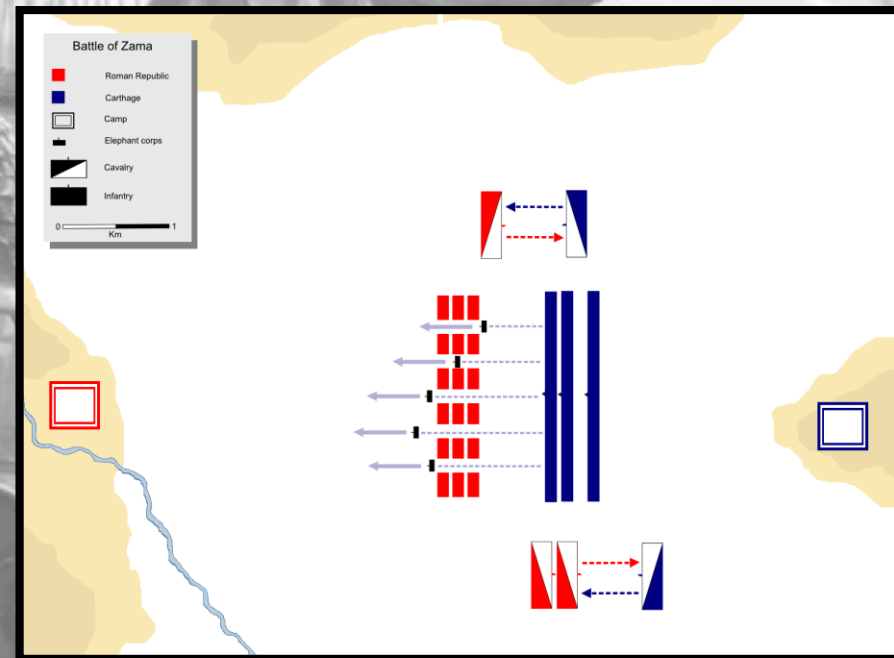 Battle of Zama
Roman Republic
Carthage
Camp
Elephant corps
Cavalry
Infantry
0 1
Km